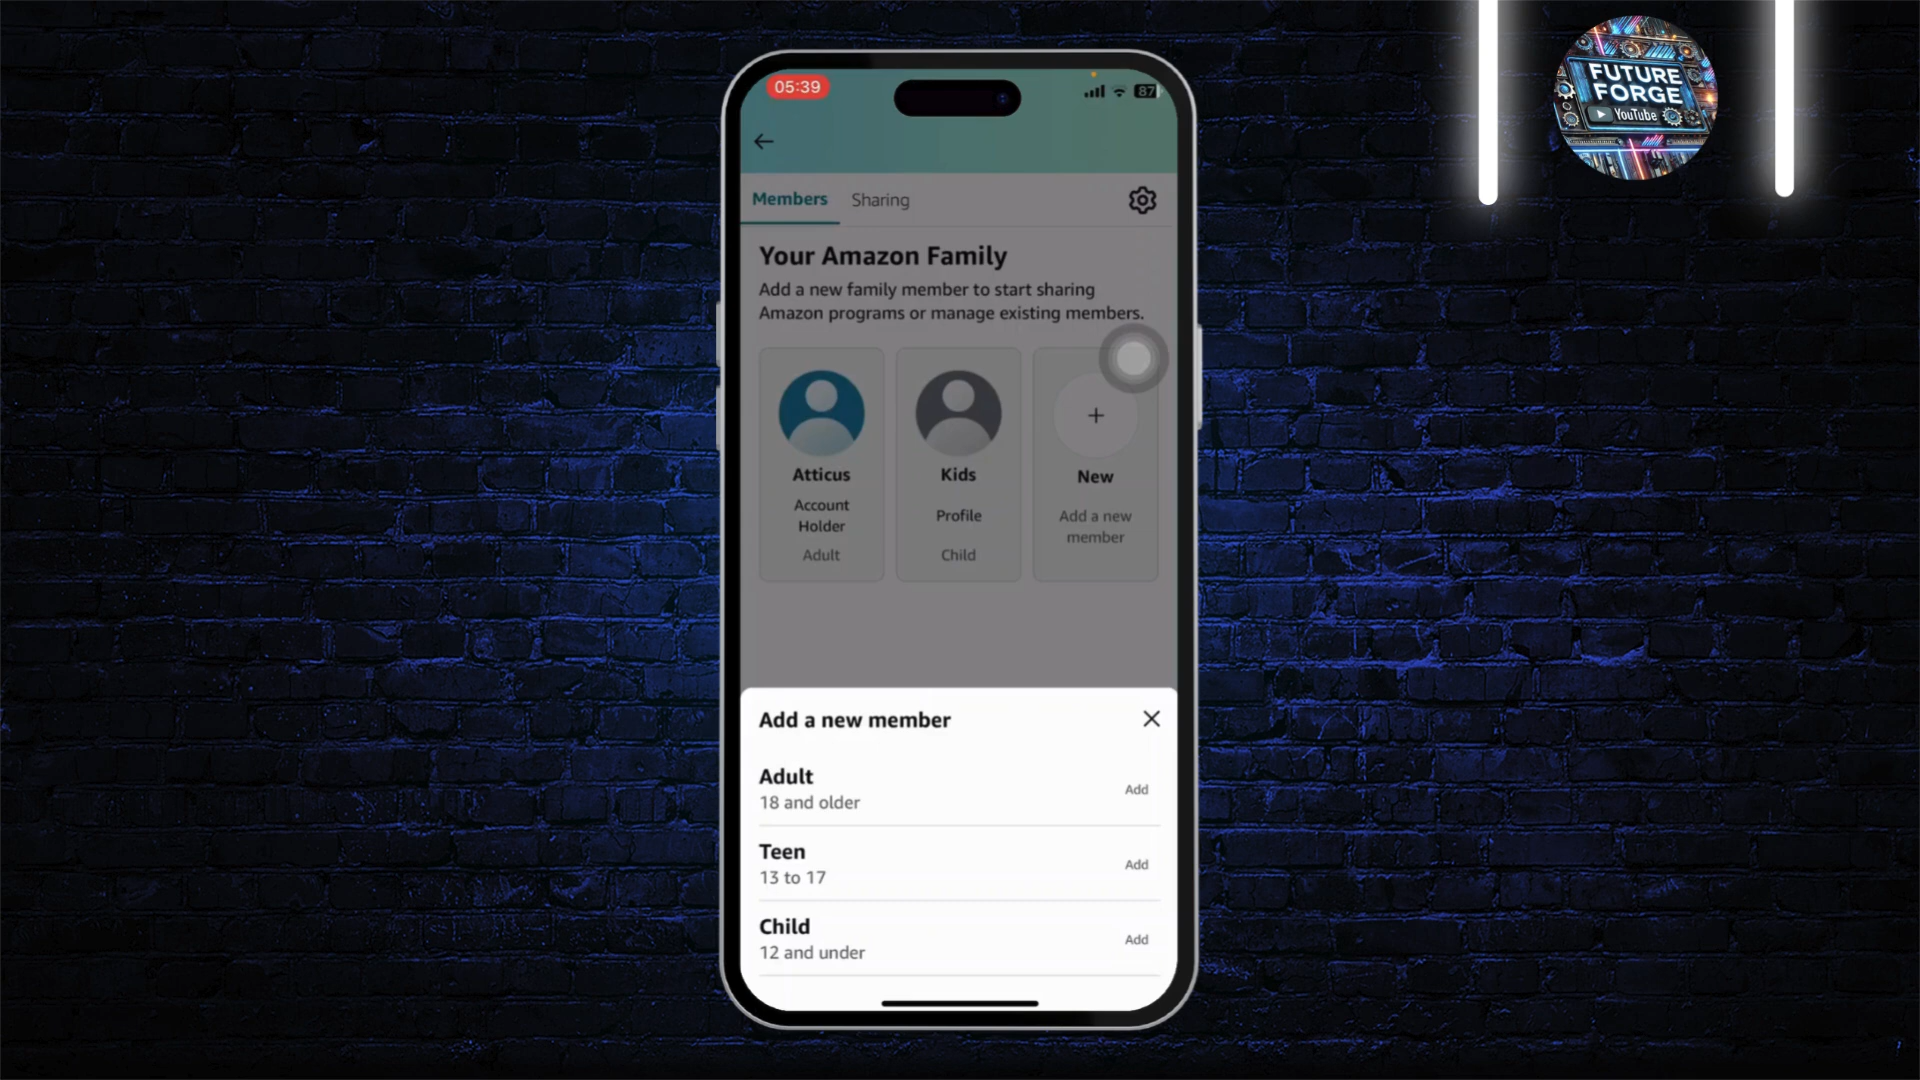 FUTURE
FORGE
YouTube
05:39
87
Members Sharing
Your Amazon Family
Add a new family member to start sharing
Amazon programs or manage existing members.
Atticus
Account
Holder
Adult
Kids
Profile
Child
New
Add a new
member
Add a new member
Adult
18 and older
Add
Teen
13 to 17
Add
Child
12 and under
Add